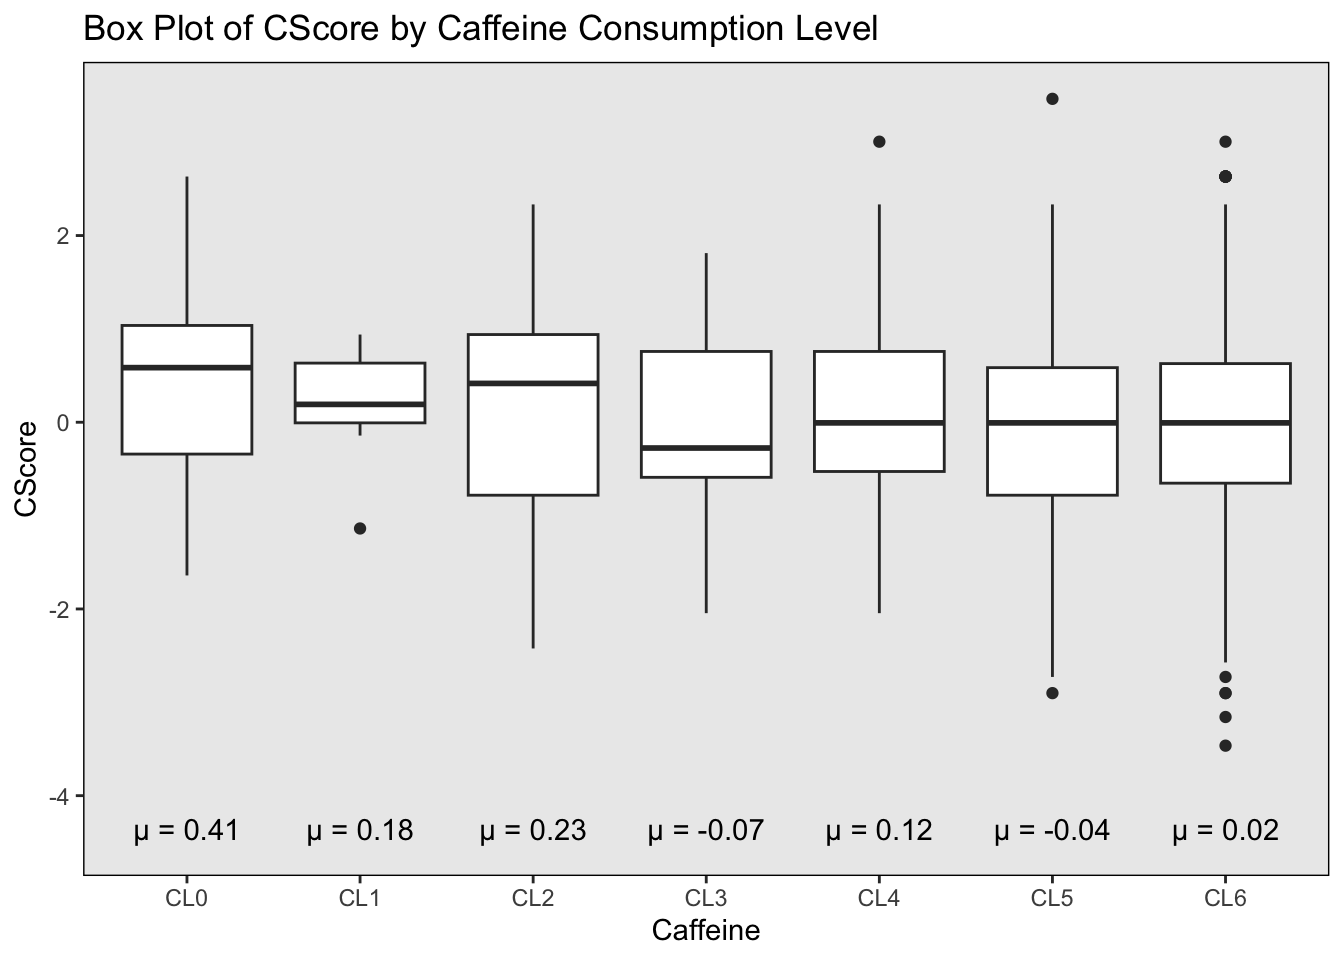 Box Plot of CScore by Caffeine Consumption Level
CScore
2
0
-2
-4
μ = 0.41 μ = 0.18 μ = 0.23 μ = -0.07 μ = 0.12 μ = -0.04 μ = 0.02
CL0 CL1 CL2 CL3 CL4 CL5 CL6
Caffeine